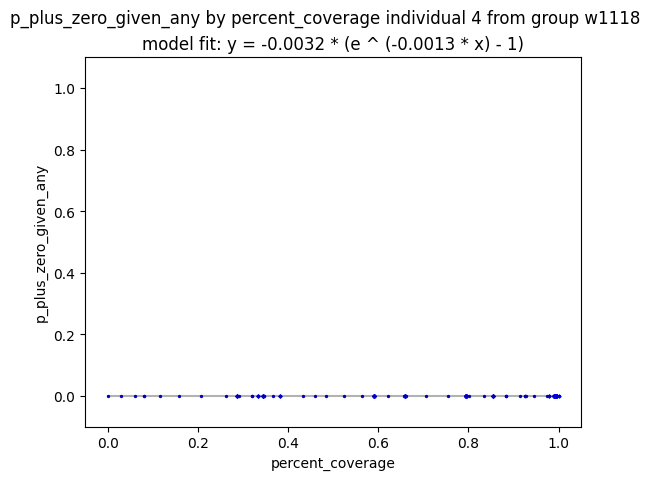 p_plus_zero_given_any by percent_coverage individual 4 from group w1118
model fit: y = -0.0032 * (e ^ (-0.0013 * x) - 1)
1.0
0.8
0.6
0.4
0.2
0.0
p_plus_zero_given_any
0.0 0.2 0.4 0.6 0.8 1.0
percent_coverage